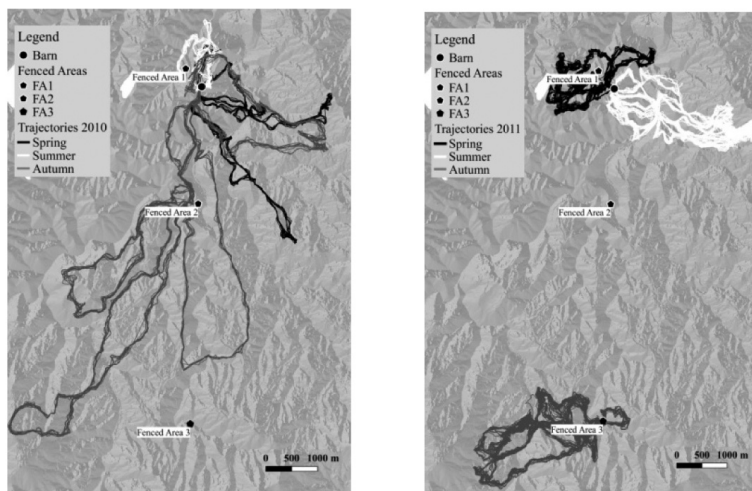 Legend
Barn
Fenced Areas
FA1
FA2
FA3
Trajectories 2010
Spring
Summer
Autumn
Fenced Area 1
Fenced Area 2
Fenced Area 3
0 500 1000 m
Legend
Barn
Fenced Areas
FA1
FA2
FA3
Trajectories 2011
Spring
Summer
Autumn
Fenced Area 1
Fenced Area 2
Fenced Area 3
0 500 1000 m